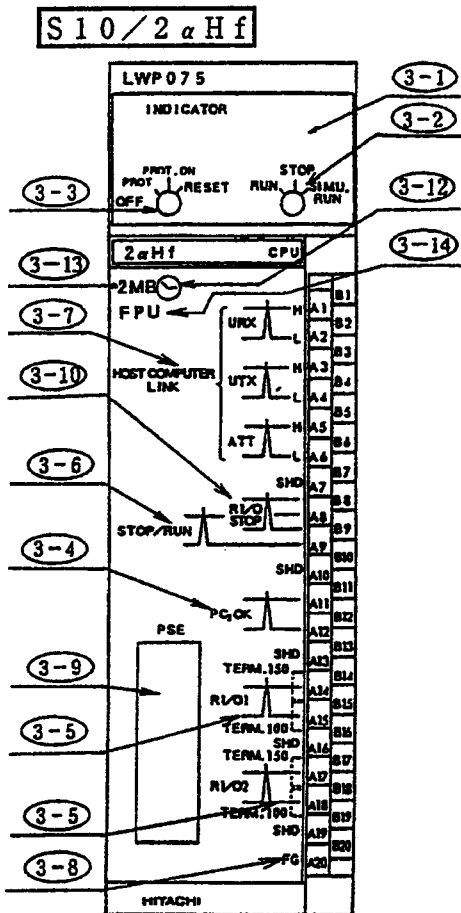 S10/2αHf
LWP075
3-1
INDICATOR
3-2
PROT.ON
STOP
PROT
RESET
RUN
SIMU.
RUN
3-3
OFF
3-12
2αHf
CPU
3-14
3-13
2MB
B1
FPU
H
A1
3-7
URX
B2
L
A2
B3
HOST COMPUTER
LINK
H
A3
3-10
UTX
B4
L
A4
B5
H
A5
ATT
B6
L
A6
3-6
B7
SHD
A7
RI/O
STOP
B8
A8
STOP/RUN
B9
A9
3-4
SHD
B10
A10
B11
A11
PC,OK
B12
A12
PSE
B13
SHD
A13
3-9
TERM.150
B14
A14
RI/O1
B15
3-5
A15
TERM.100
B16
SHD
A16
TERM.150
B17
A17
RI/O2
B18
3-5
A18
TERM.100
B19
SHD
A19
B20
3-8
FG
A20
HITACHI